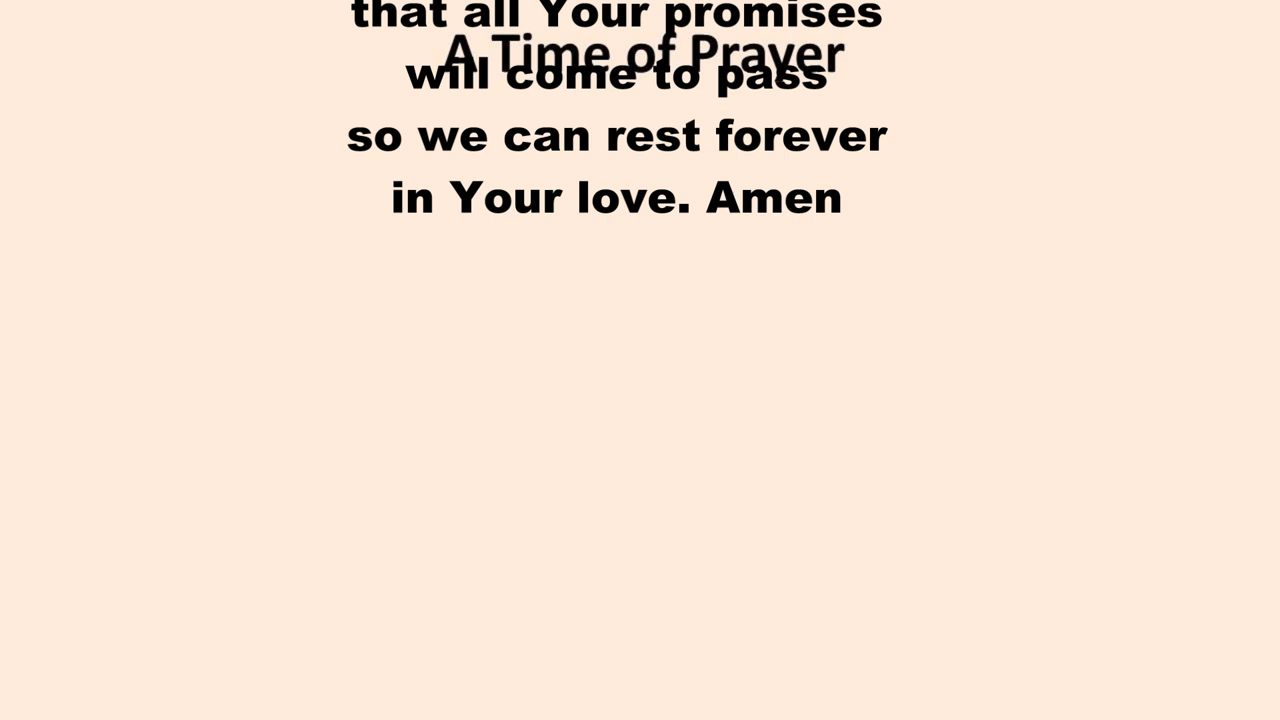 that all Your promises
A Time of Prayer
will come to pass
so we can rest forever
in Your love. Amen